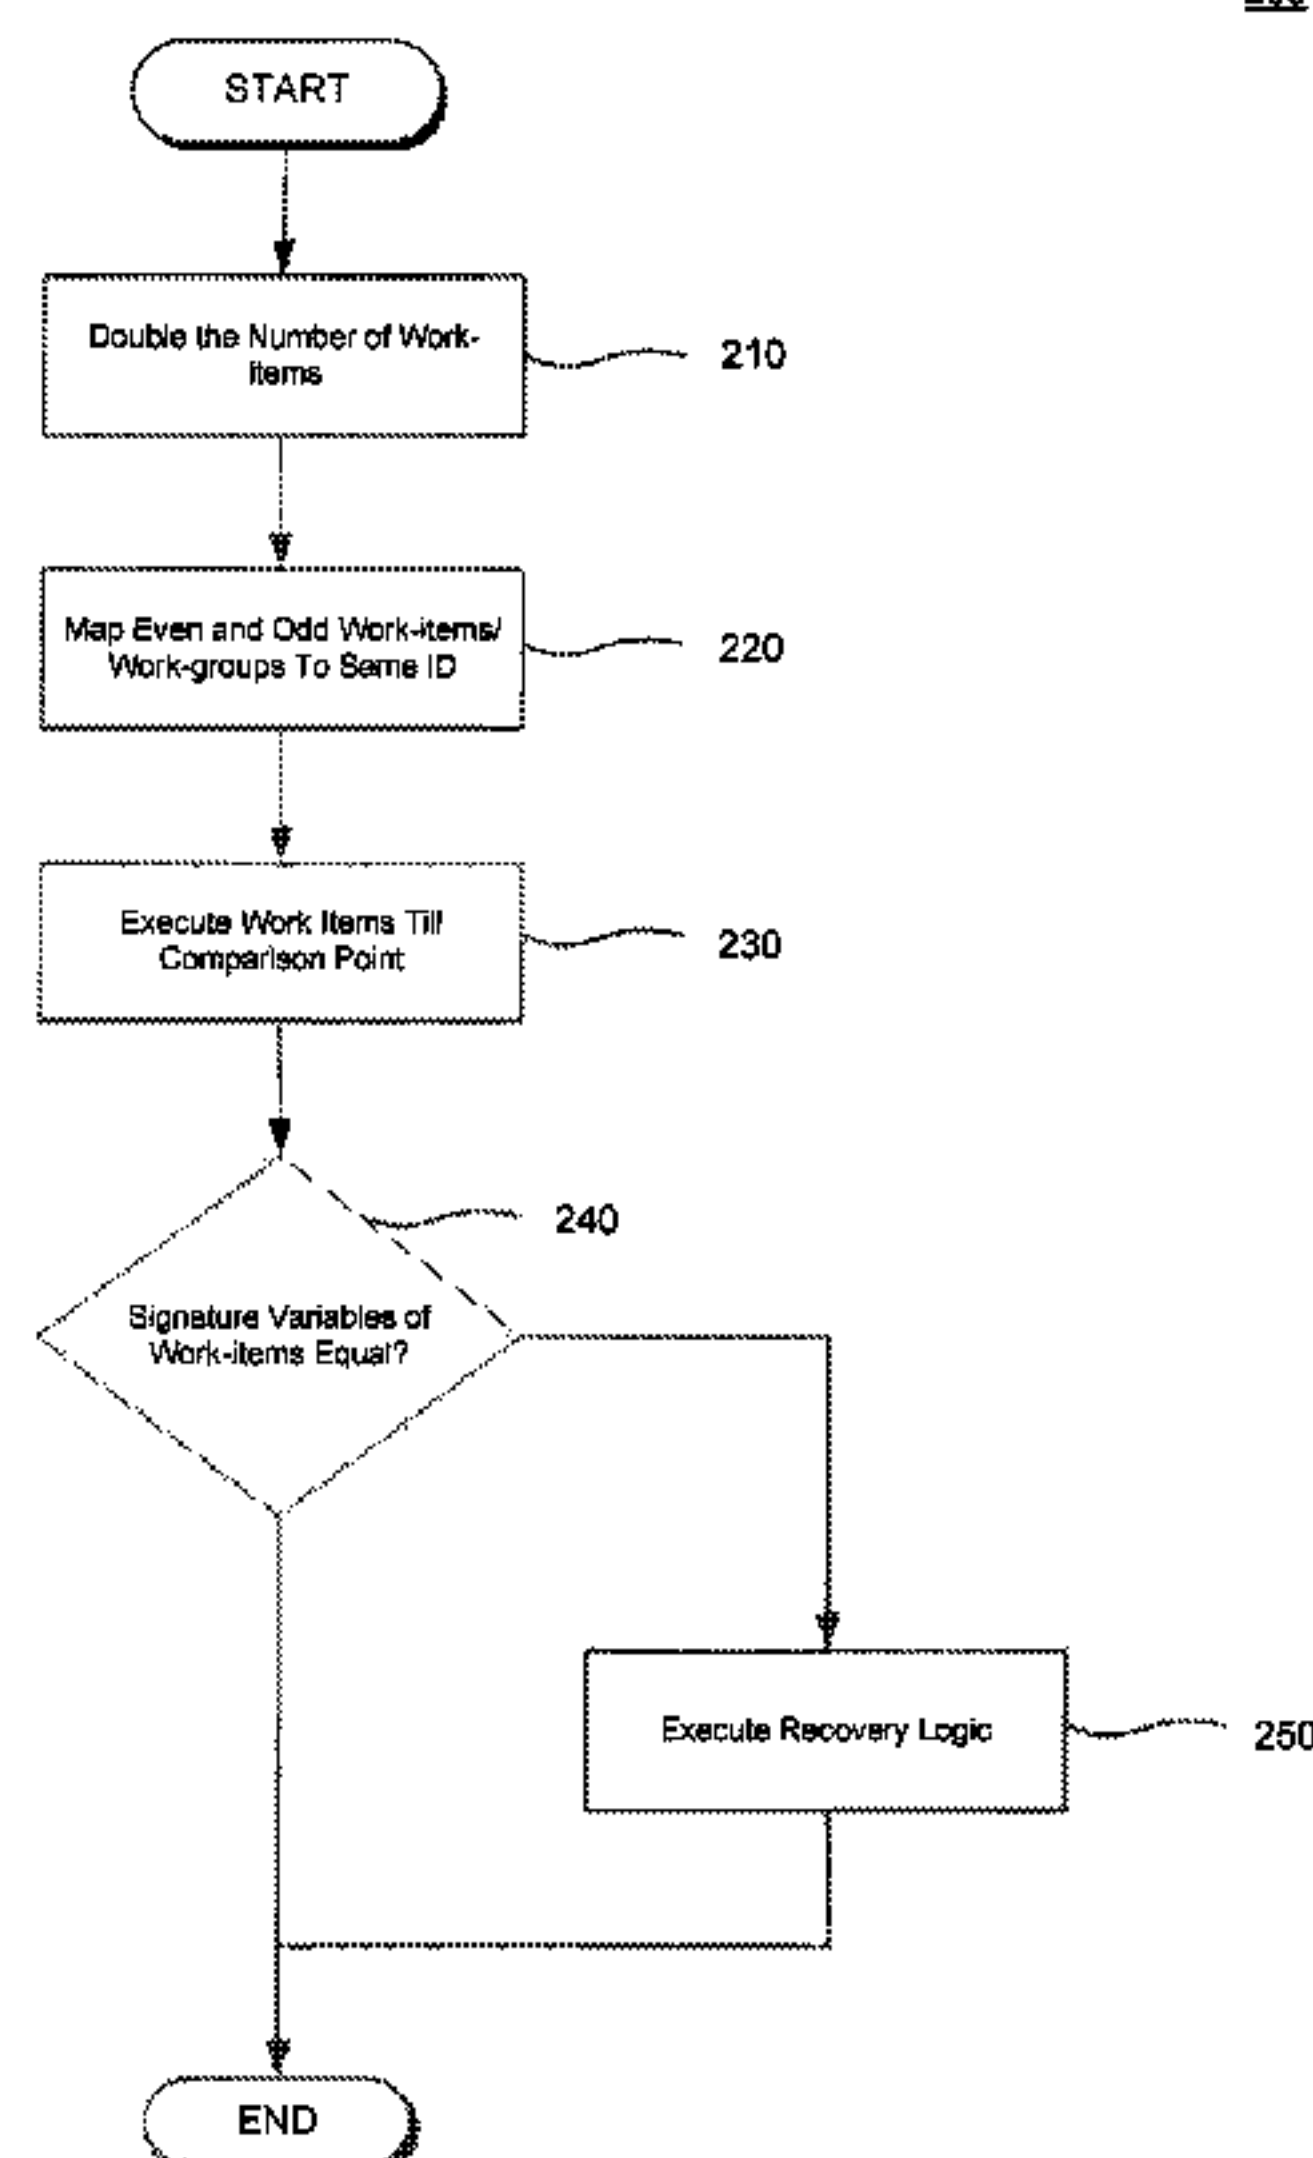 START
Double the Number of Work-
items
210
Map Even and Odd Work-items/
Work-groups To Same ID
220
Execute Work Items Till
Comparison Point
230
240
Signature Variables of
Work-items Equal?
Execute Recovery Logic
250
END